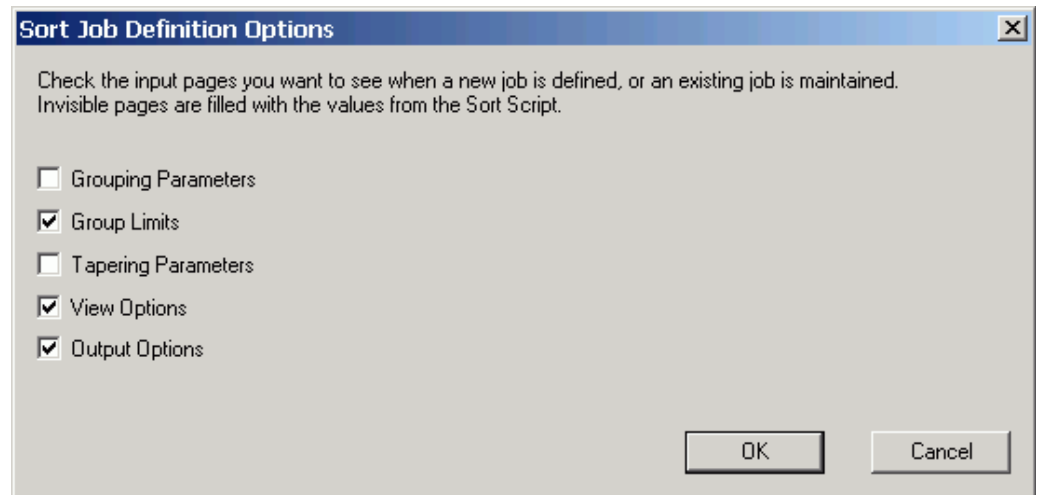 Sort Job Definition Options
Check the input pages you want to see when a new job is defined, or an existing job is maintained.
Invisible pages are filled with the values from the Sort Script.
Grouping Parameters
Group Limits
Tapering Parameters
View Options
Output Options
OK Cancel